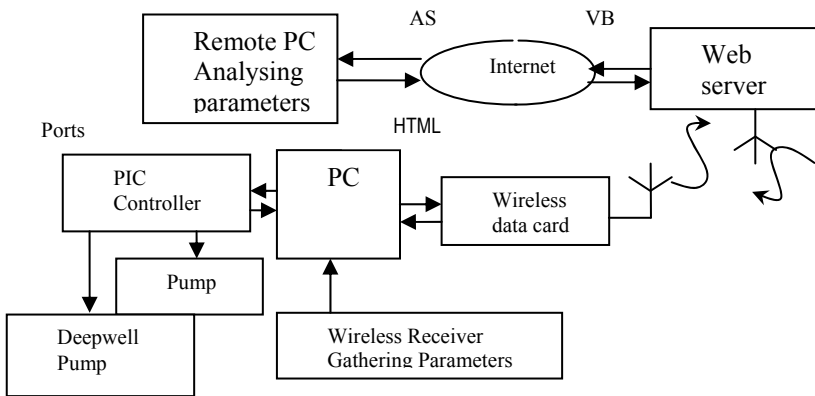 AS
VB
Remote PC
Analysing
parameters
Internet
Web
server
Ports
HTML
PIC
Controller
PC
Wireless
data card
Pump
Deepwell
Pump
Wireless Receiver
Gathering Parameters